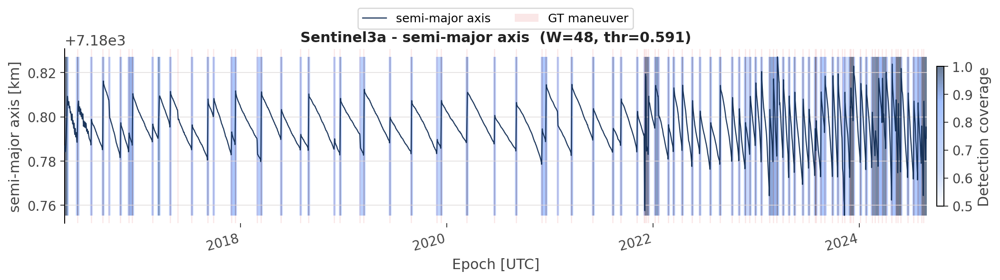 semi-major axis
GT maneuver
Sentinel3a - semi-major axis (W=48, thr=0.591)
+7.18e3
semi-major axis [km]
0.82
0.80
0.78
0.76
2018
2020
2022
2024
Epoch [UTC]
1.0
0.9
0.8
0.7
0.6
0.5
Detection coverage